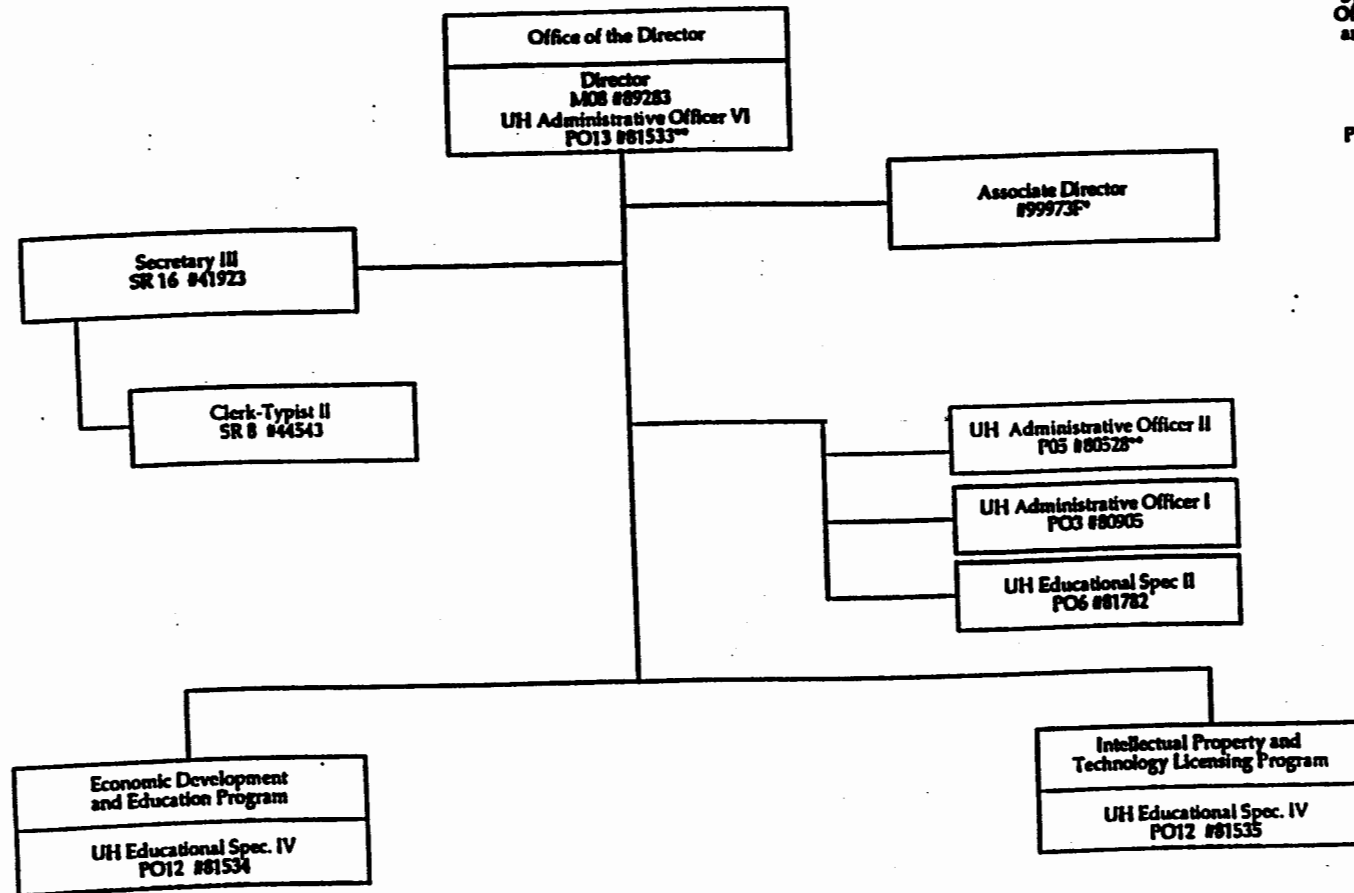 Office of the Director
Director
M08 #89283
UH Administrative Officer VI
PO13 #81533**
Associate Director
#99973F*
Secretary III
SR 16 #41923
Clerk-Typist II
SR 8 #44543
UH Administrative Officer II
P05 #80528**
UH Administrative Officer I
PO3 #80905
UH Educational Spec II
PO6 #81782
Economic Development
and Education Program
UH Educational Spec. IV
PO12 #81534
Intellectual Property and
Technology Licensing Program
UH Educational Spec. IV
PO12 #81535